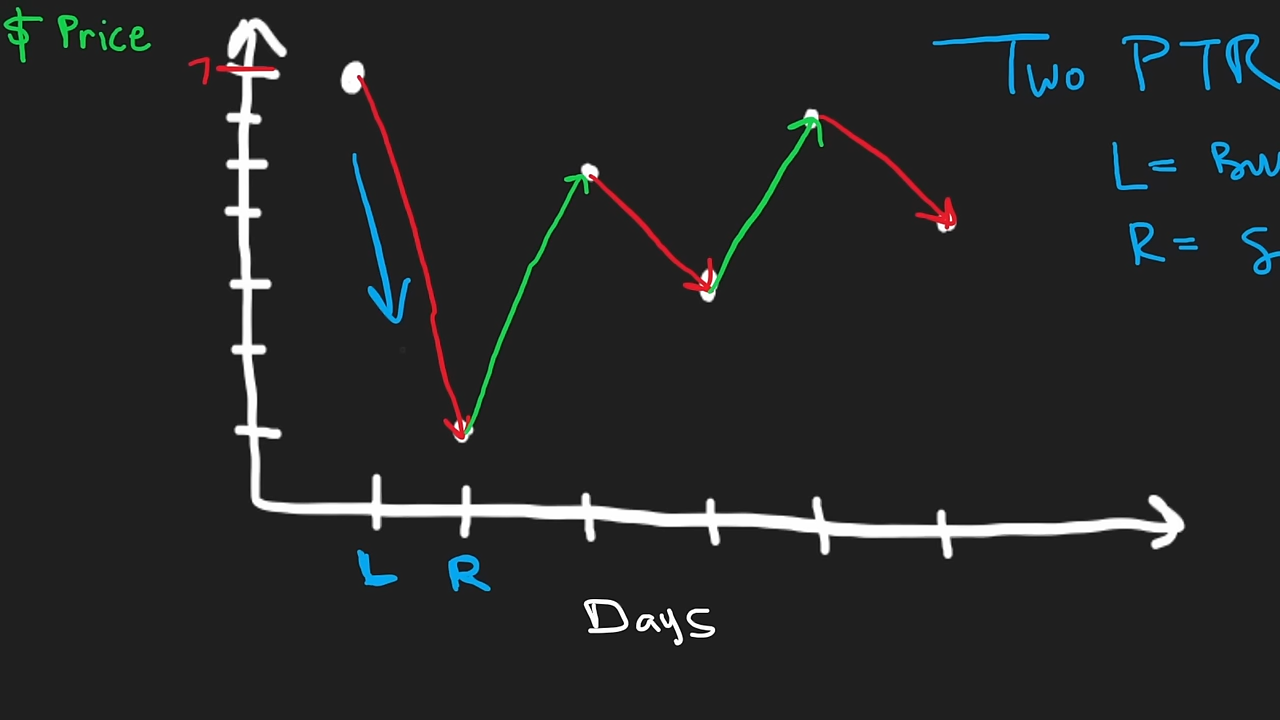 $ Price
7
Two PTR
L =
R =
L R
Days